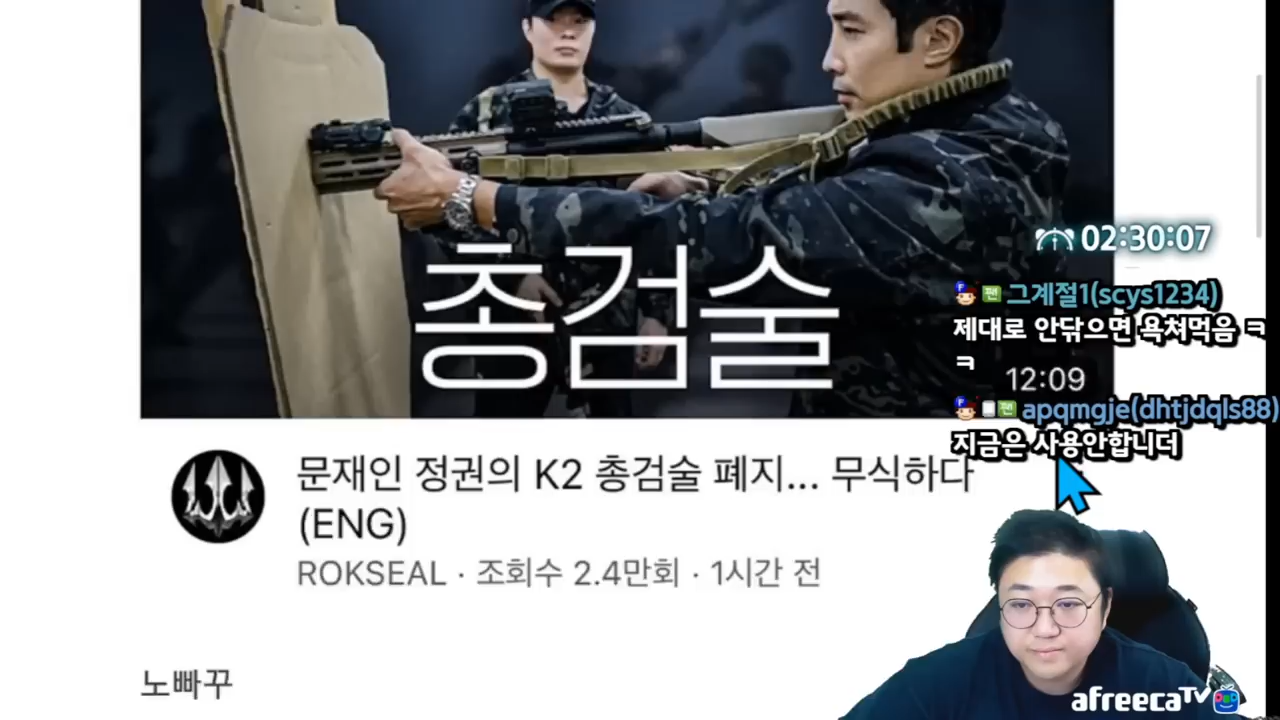 총검술
02:30:07
그계절1(scys1234)
제대로 안닦으면 욕쳐먹음 ㅋ
ㅋ
12:09
apqmgje(dhtjdqls88)
지금은 사용안합니더
문재인 정권의 K2 총검술 폐지... 무식하다
(ENG)
ROKSEAL · 조회수 2.4만회 · 1시간 전
노빠꾸
afreecaTV